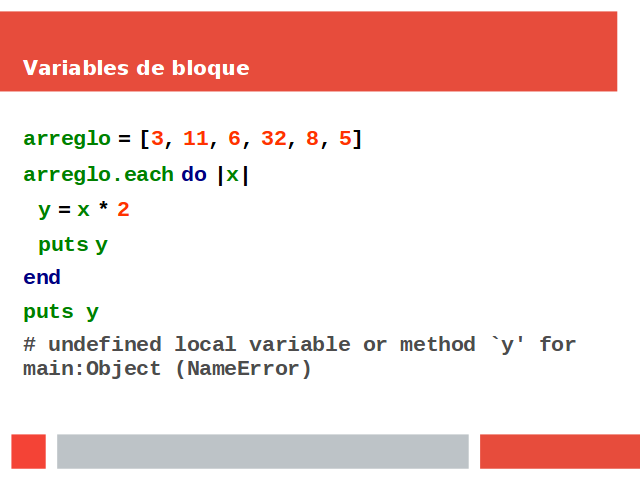 Variables de bloque
arreglo = [3, 11, 6, 32, 8, 5]
arreglo.each do |x|
y = x * 2
puts y
end
puts y
# undefined local variable or method `y' for
main:Object (NameError)